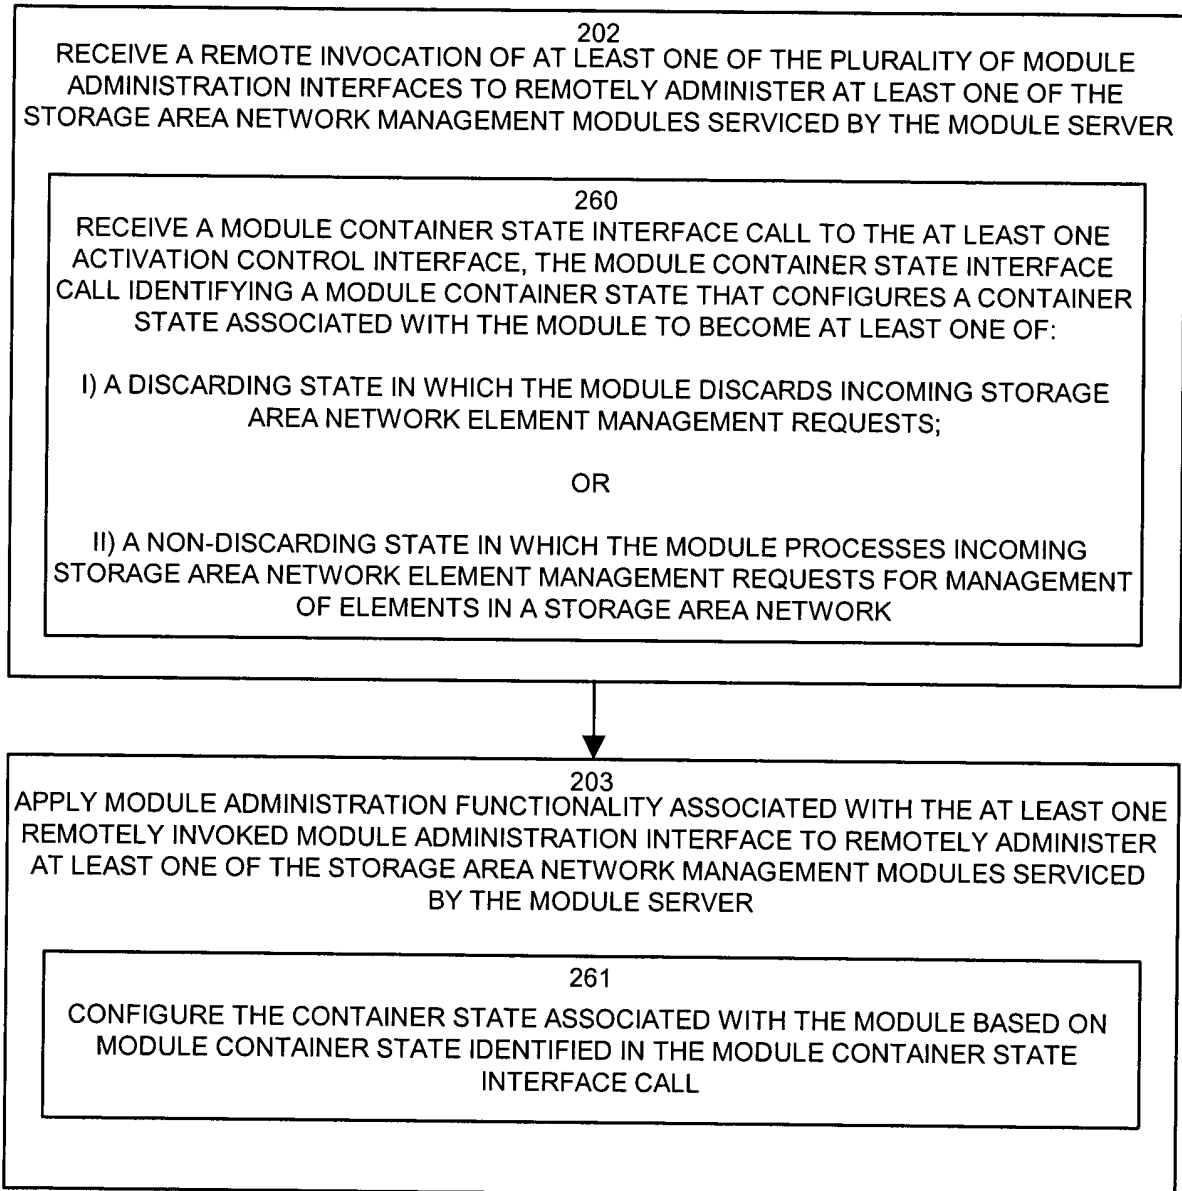 202
RECEIVE A REMOTE INVOCATION OF AT LEAST ONE OF THE PLURALITY OF MODULE
ADMINISTRATION INTERFACES TO REMOTELY ADMINISTER AT LEAST ONE OF THE
STORAGE AREA NETWORK MANAGEMENT MODULES SERVICED BY THE MODULE SERVER
260
RECEIVE A MODULE CONTAINER STATE INTERFACE CALL TO THE AT LEAST ONE
ACTIVATION CONTROL INTERFACE, THE MODULE CONTAINER STATE INTERFACE
CALL IDENTIFYING A MODULE CONTAINER STATE THAT CONFIGURES A CONTAINER
STATE ASSOCIATED WITH THE MODULE TO BECOME AT LEAST ONE OF:
I) A DISCARDING STATE IN WHICH THE MODULE DISCARDS INCOMING STORAGE
AREA NETWORK ELEMENT MANAGEMENT REQUESTS;
OR
II) A NON-DISCARDING STATE IN WHICH THE MODULE PROCESSES INCOMING
STORAGE AREA NETWORK ELEMENT MANAGEMENT REQUESTS FOR MANAGEMENT
OF ELEMENTS IN A STORAGE AREA NETWORK
203
APPLY MODULE ADMINISTRATION FUNCTIONALITY ASSOCIATED WITH THE AT LEAST ONE
REMOTELY INVOKED MODULE ADMINISTRATION INTERFACE TO REMOTELY ADMINISTER
AT LEAST ONE OF THE STORAGE AREA NETWORK MANAGEMENT MODULES SERVICED
BY THE MODULE SERVER
261
CONFIGURE THE CONTAINER STATE ASSOCIATED WITH THE MODULE BASED ON
MODULE CONTAINER STATE IDENTIFIED IN THE MODULE CONTAINER STATE
INTERFACE CALL